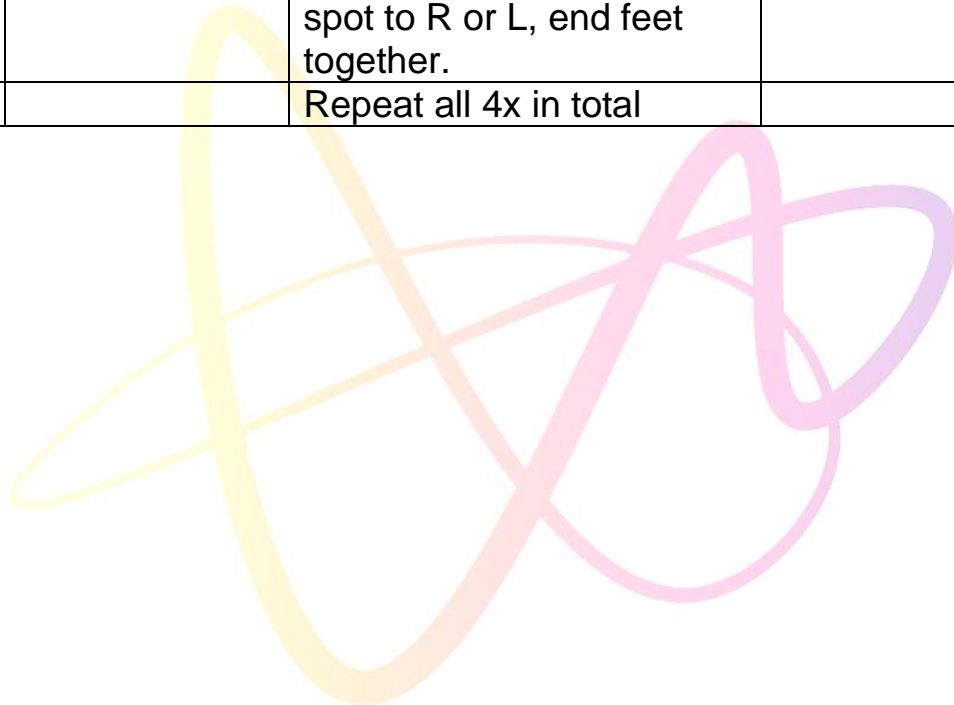 spot to R or L, end feet
together.
Repeat all 4x in total